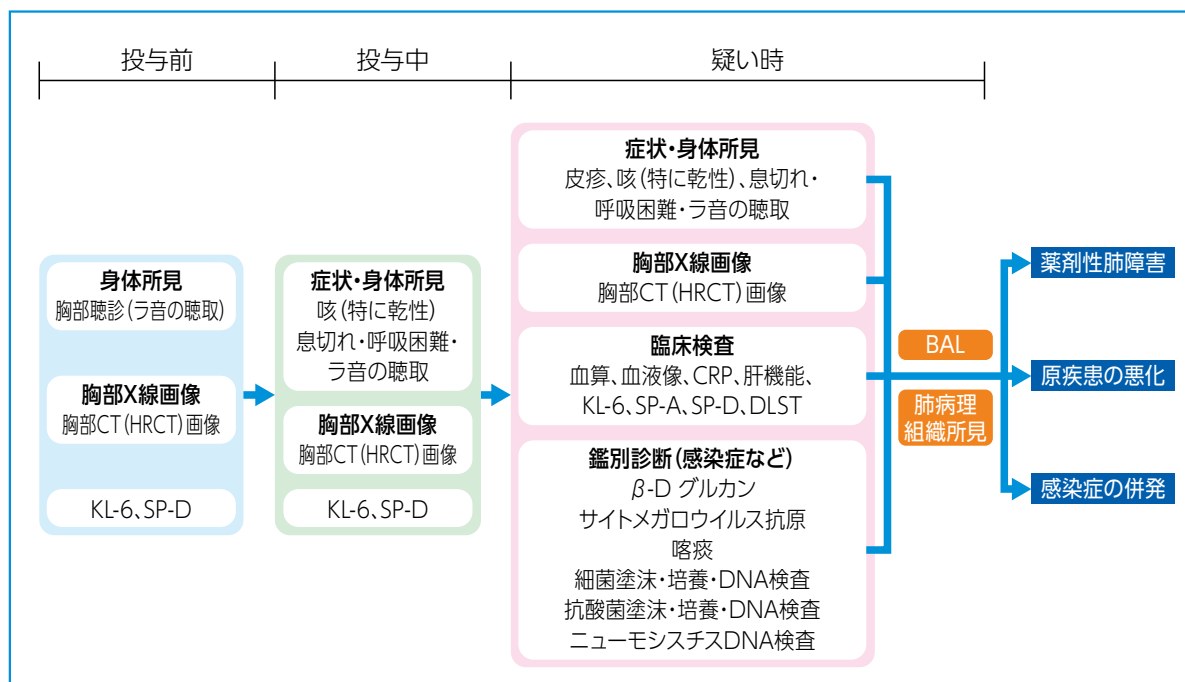 投与前
投与中
疑い時
身体所見
胸部聴診(ラ音の聴取)
胸部X線画像
胸部CT(HRCT)画像
KL-6、SP-D
症状・身体所見
咳(特に乾性)
息切れ・呼吸困難・
ラ音の聴取
胸部X線画像
胸部CT(HRCT)画像
KL-6、SP-D
症状・身体所見
皮疹、咳(特に乾性)、息切れ・
呼吸困難・ラ音の聴取
胸部X線画像
胸部CT(HRCT)画像
臨床検査
血算、血液像、CRP、肝機能、
KL-6、SP-A、SP-D、DLST
鑑別診断(感染症など)
β-D グルカン
サイトメガロウイルス抗原
喀痰
細菌塗沫・培養・DNA検査
抗酸菌塗沫・培養・DNA検査
ニューモシスチスDNA検査
BAL
肺病理
組織所見
薬剤性肺障害
原疾患の悪化
感染症の併発